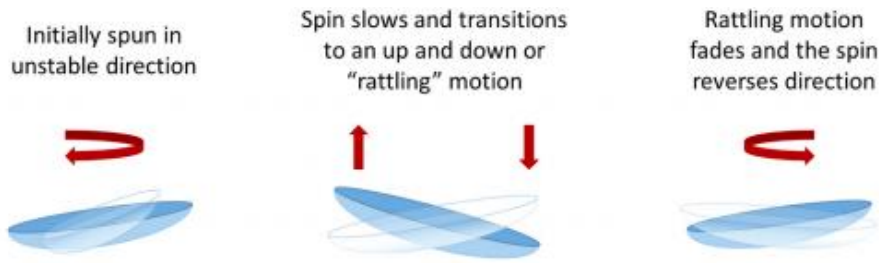 Initially spun in
unstable direction
Spin slows and transitions
to an up and down or
“rattling” motion
Rattling motion
fades and the spin
reverses direction